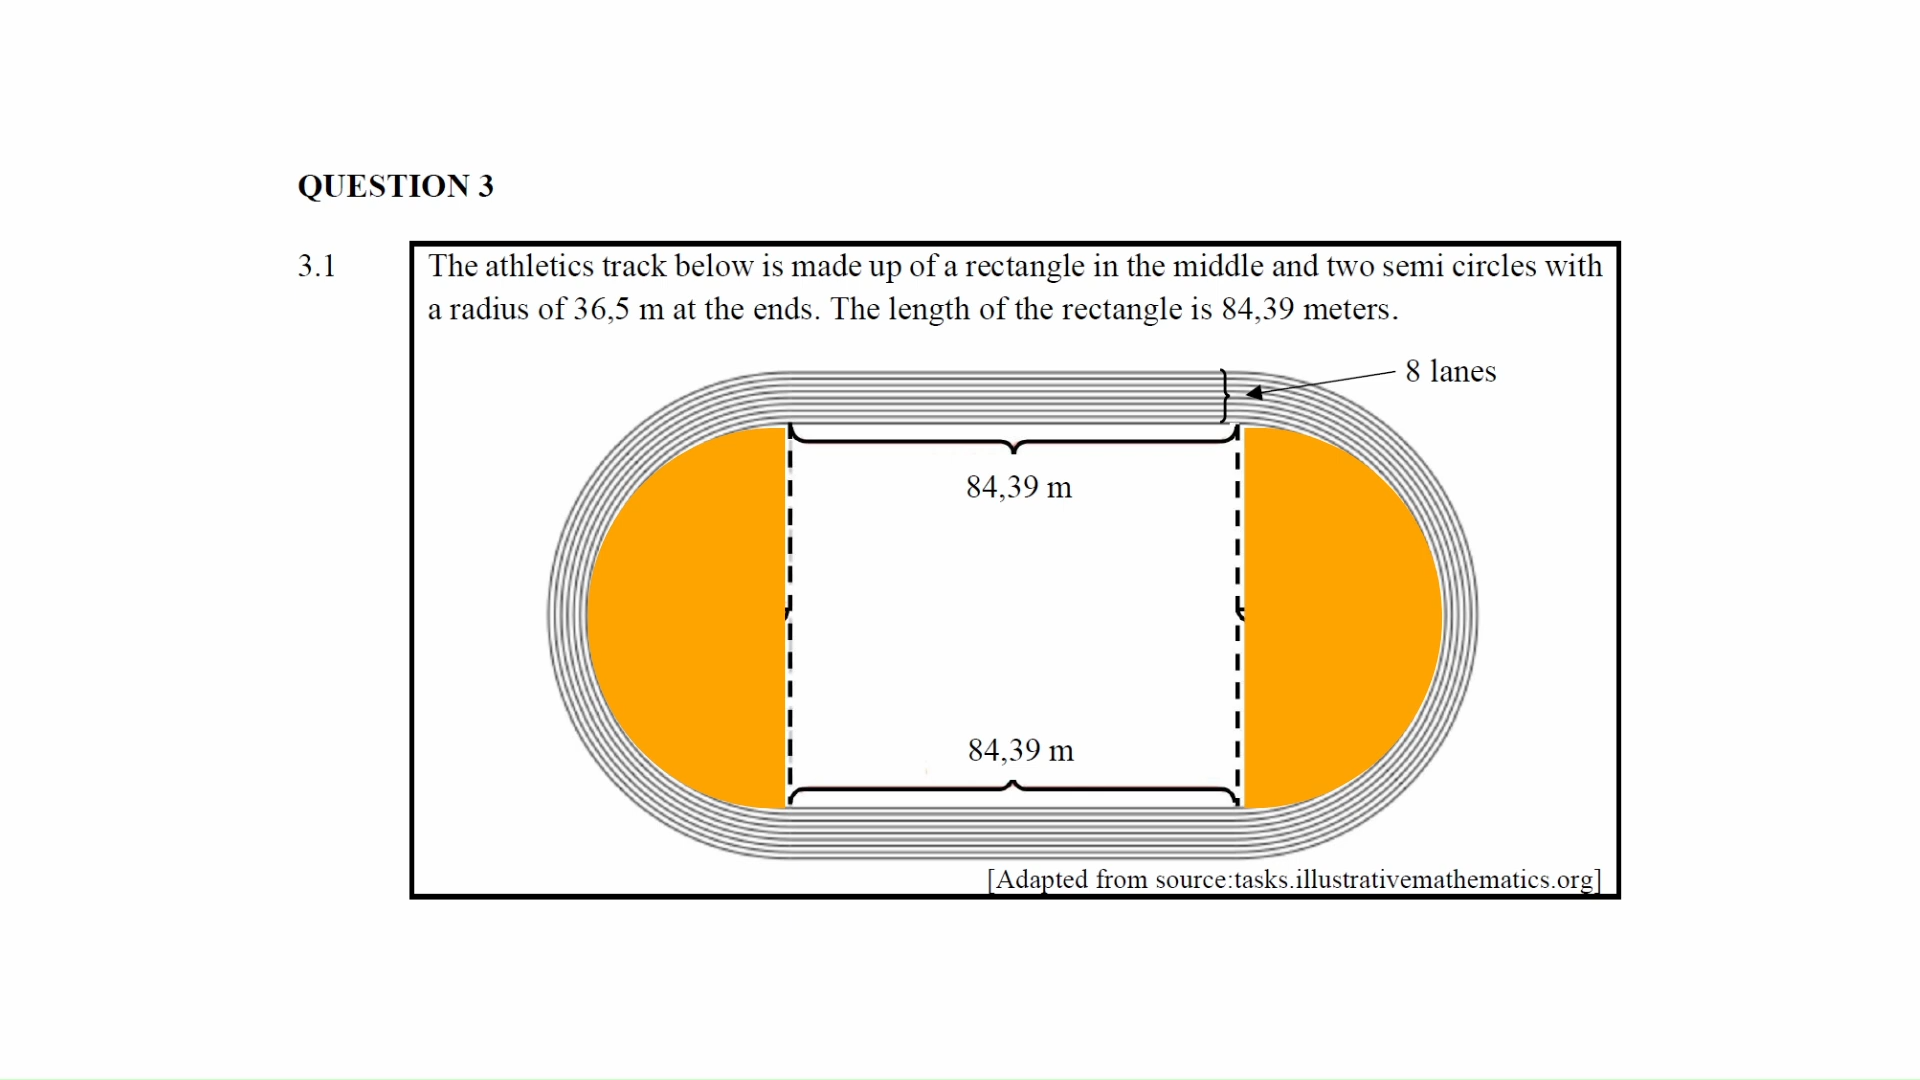 QUESTION 3
3.1
The athletics track below is made up of a rectangle in the middle and two semi circles with
a radius of 36,5 m at the ends. The length of the rectangle is 84,39 meters.
8 lanes
84,39 m
84,39 m
[Adapted from source:tasks.illustrativemathematics.org]